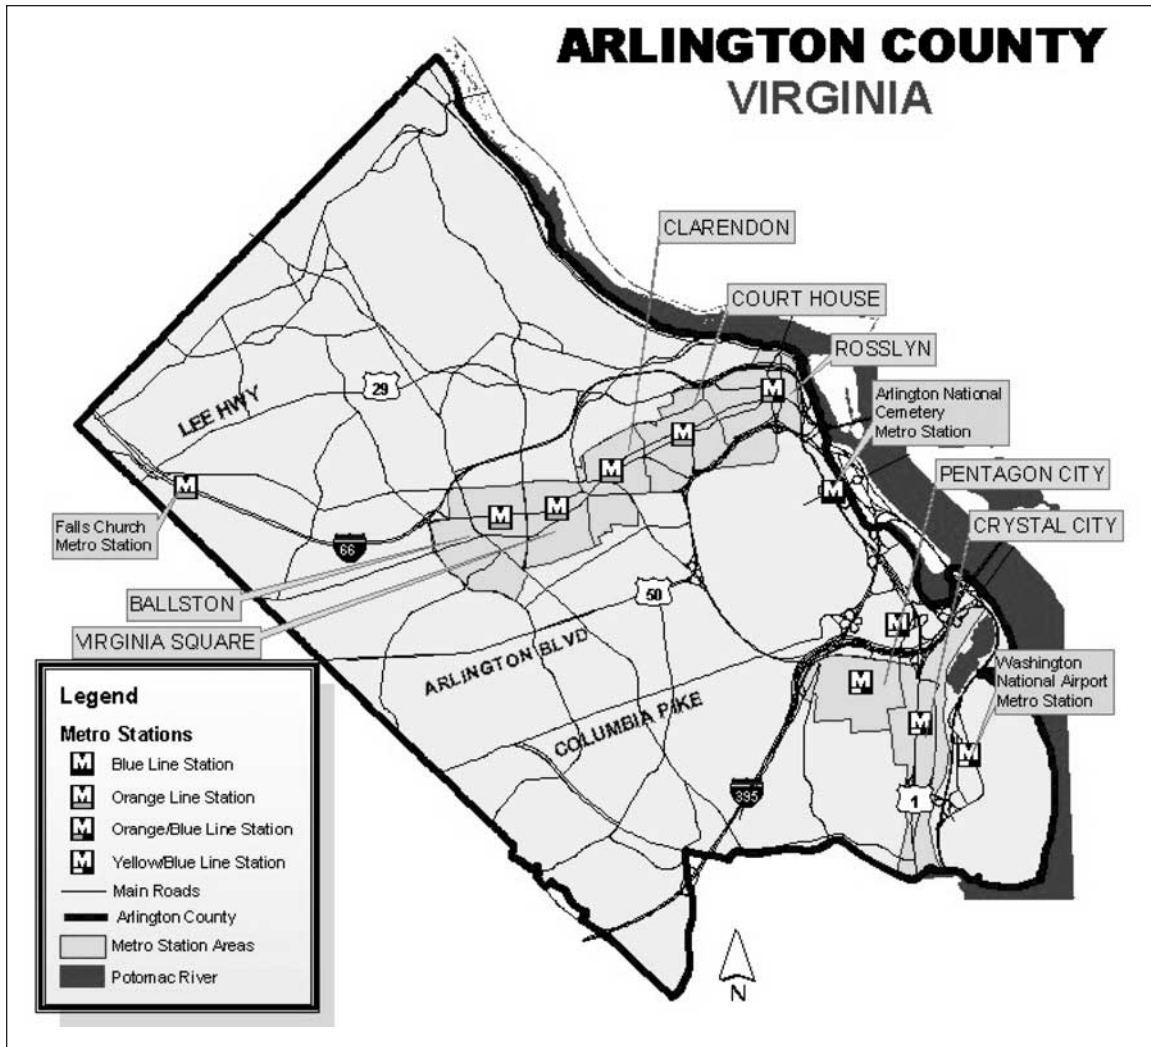 ARLINGTON COUNTY
VIRGINIA
CLARENDON
COURT HOUSE
ROSSLYN
Arlington National
Cemetery
Metro Station
PENTAGON CITY
CRYSTAL CITY
29
LEE HWY
M
M
M
M
M
M
M
Falls Church
Metro Station
66
BALLSTON
VIRGINIA SQUARE
50
ARLINGTON BLVD
COLUMBIA PIKE
M
M
M
M
Washington
National Airport
Metro Station
395
1
Legend
Metro Stations
M Blue Line Station
M Orange Line Station
M Orange/Blue Line Station
M Yellow/Blue Line Station
Main Roads
Arlington County
Metro Station Areas
Potomac River
N